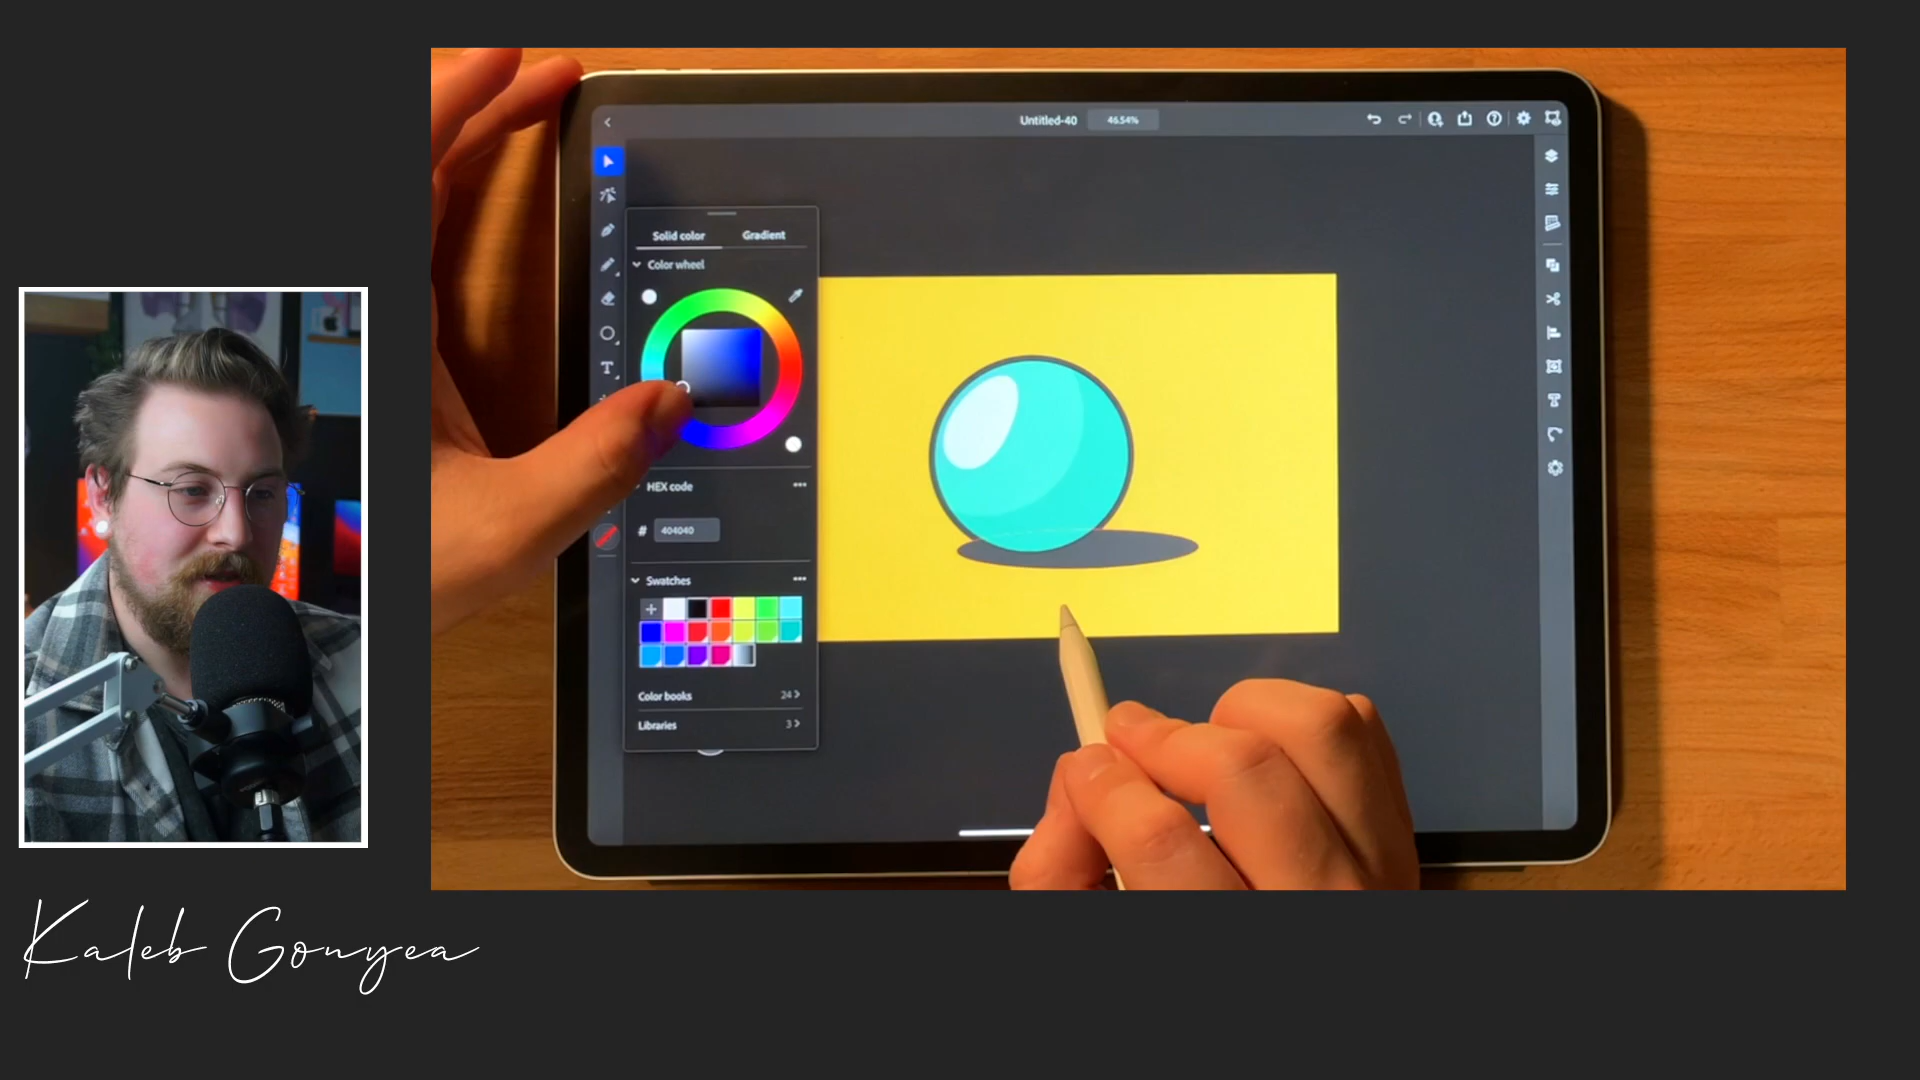 Untitled-40 46.54%
Solid color Gradient
Color wheel
HEX code
# 404040
Swatches
Color books 24
Libraries 3
Kaleb Gonyea